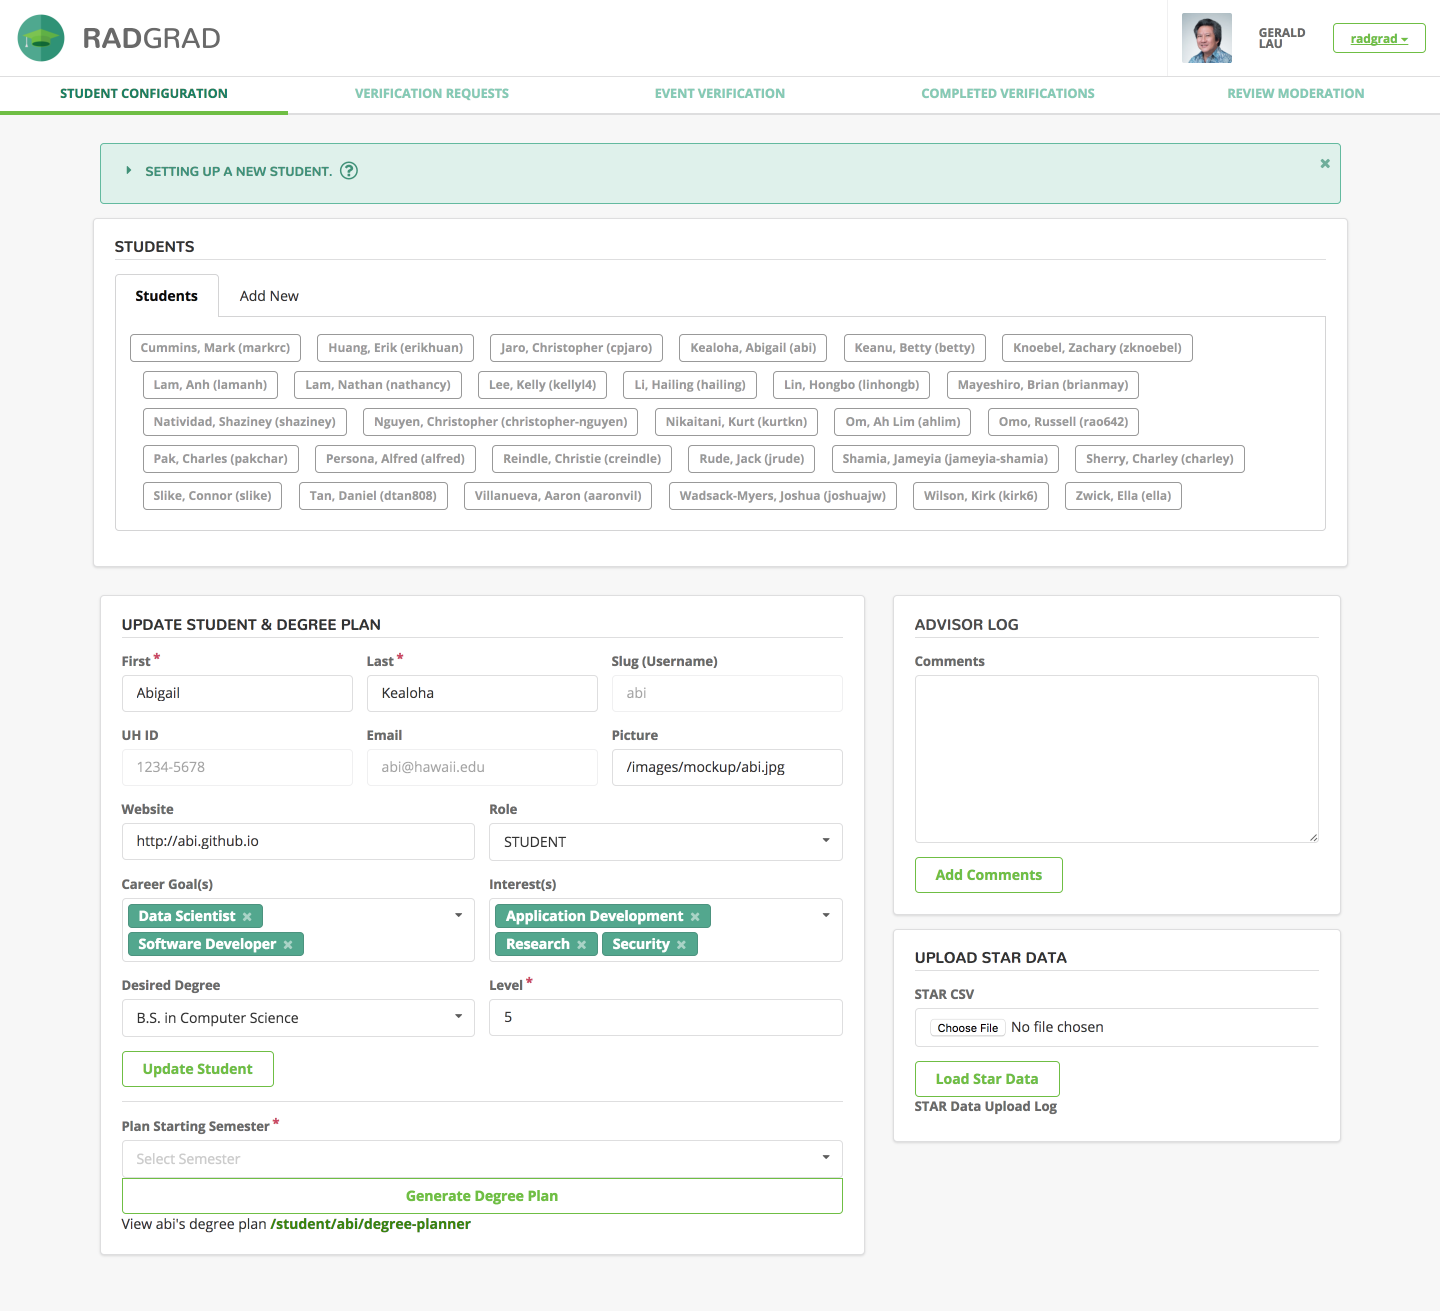 RADGRAD
GERALD LAU
radgrad
STUDENT CONFIGURATION
VERIFICATION REQUESTS
EVENT VERIFICATION
COMPLETED VERIFICATIONS
REVIEW MODERATION
SETTING UP A NEW STUDENT.
STUDENTS
Students
Add New
Cummins, Mark (markrc)
Huang, Erik (erikhuan)
Jaro, Christopher (cpjaro)
Kealoha, Abigail (abi)
Keanu, Betty (betty)
Knoebel, Zachary (zknoebel)
Lam, Anh (lamanh)
Lam, Nathan (nathancy)
Lee, Kelly (kellyl4)
Li, Hailing (hailing)
Lin, Hongbo (linhongb)
Mayeshiro, Brian (brianmay)
Natividad, Shaziney (shaziney)
Nguyen, Christopher (christopher-nguyen)
Nikaitani, Kurt (kurtkn)
Om, Ah Lim (ahlim)
Omo, Russell (rao642)
Pak, Charles (pakchar)
Persona, Alfred (alfred)
Reindle, Christie (creindle)
Rude, Jack (jrude)
Shamia, Jameyia (jameyia-shamia)
Sherry, Charley (charley)
Slike, Connor (slike)
Tan, Daniel (dtan808)
Villanueva, Aaron (aaronvil)
Wadsack-Myers, Joshua (joshuajw)
Wilson, Kirk (kirk6)
Zwick, Ella (ella)
UPDATE STUDENT & DEGREE PLAN
First *
Last *
Slug (Username)
Abigail
Kealoha
abi
UH ID
Email
Picture
1234-5678
abi@hawaii.edu
/images/mockup/abi.jpg
Website
Role
http://abi.github.io
STUDENT
Career Goal(s)
Interest(s)
Data Scientist
Software Developer
Application Development
Research
Security
Desired Degree
Level *
B.S. in Computer Science
5
Update Student
Plan Starting Semester *
Select Semester
Generate Degree Plan
View abi's degree plan /student/abi/degree-planner
ADVISOR LOG
Comments
Add Comments
UPLOAD STAR DATA
STAR CSV
Choose File No file chosen
Load Star Data
STAR Data Upload Log